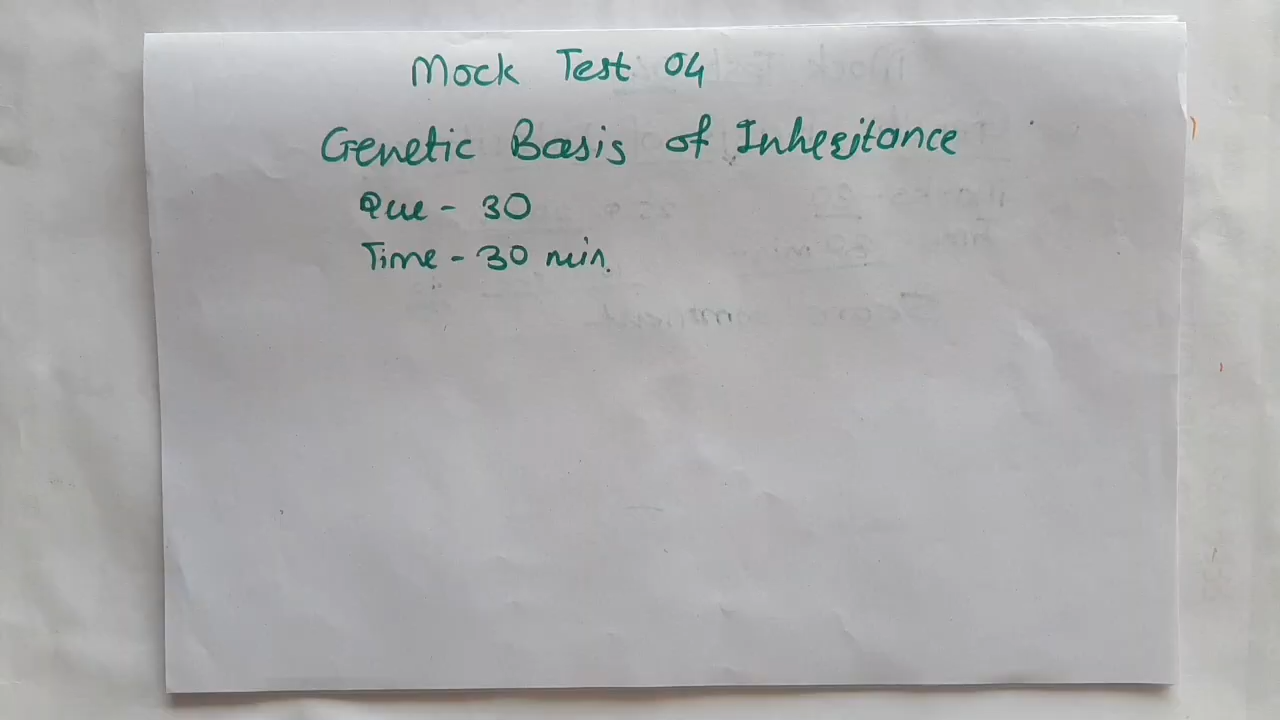 Mock Test 04
Genetic Basis of Inheritance
Que - 30
Time - 30 min.